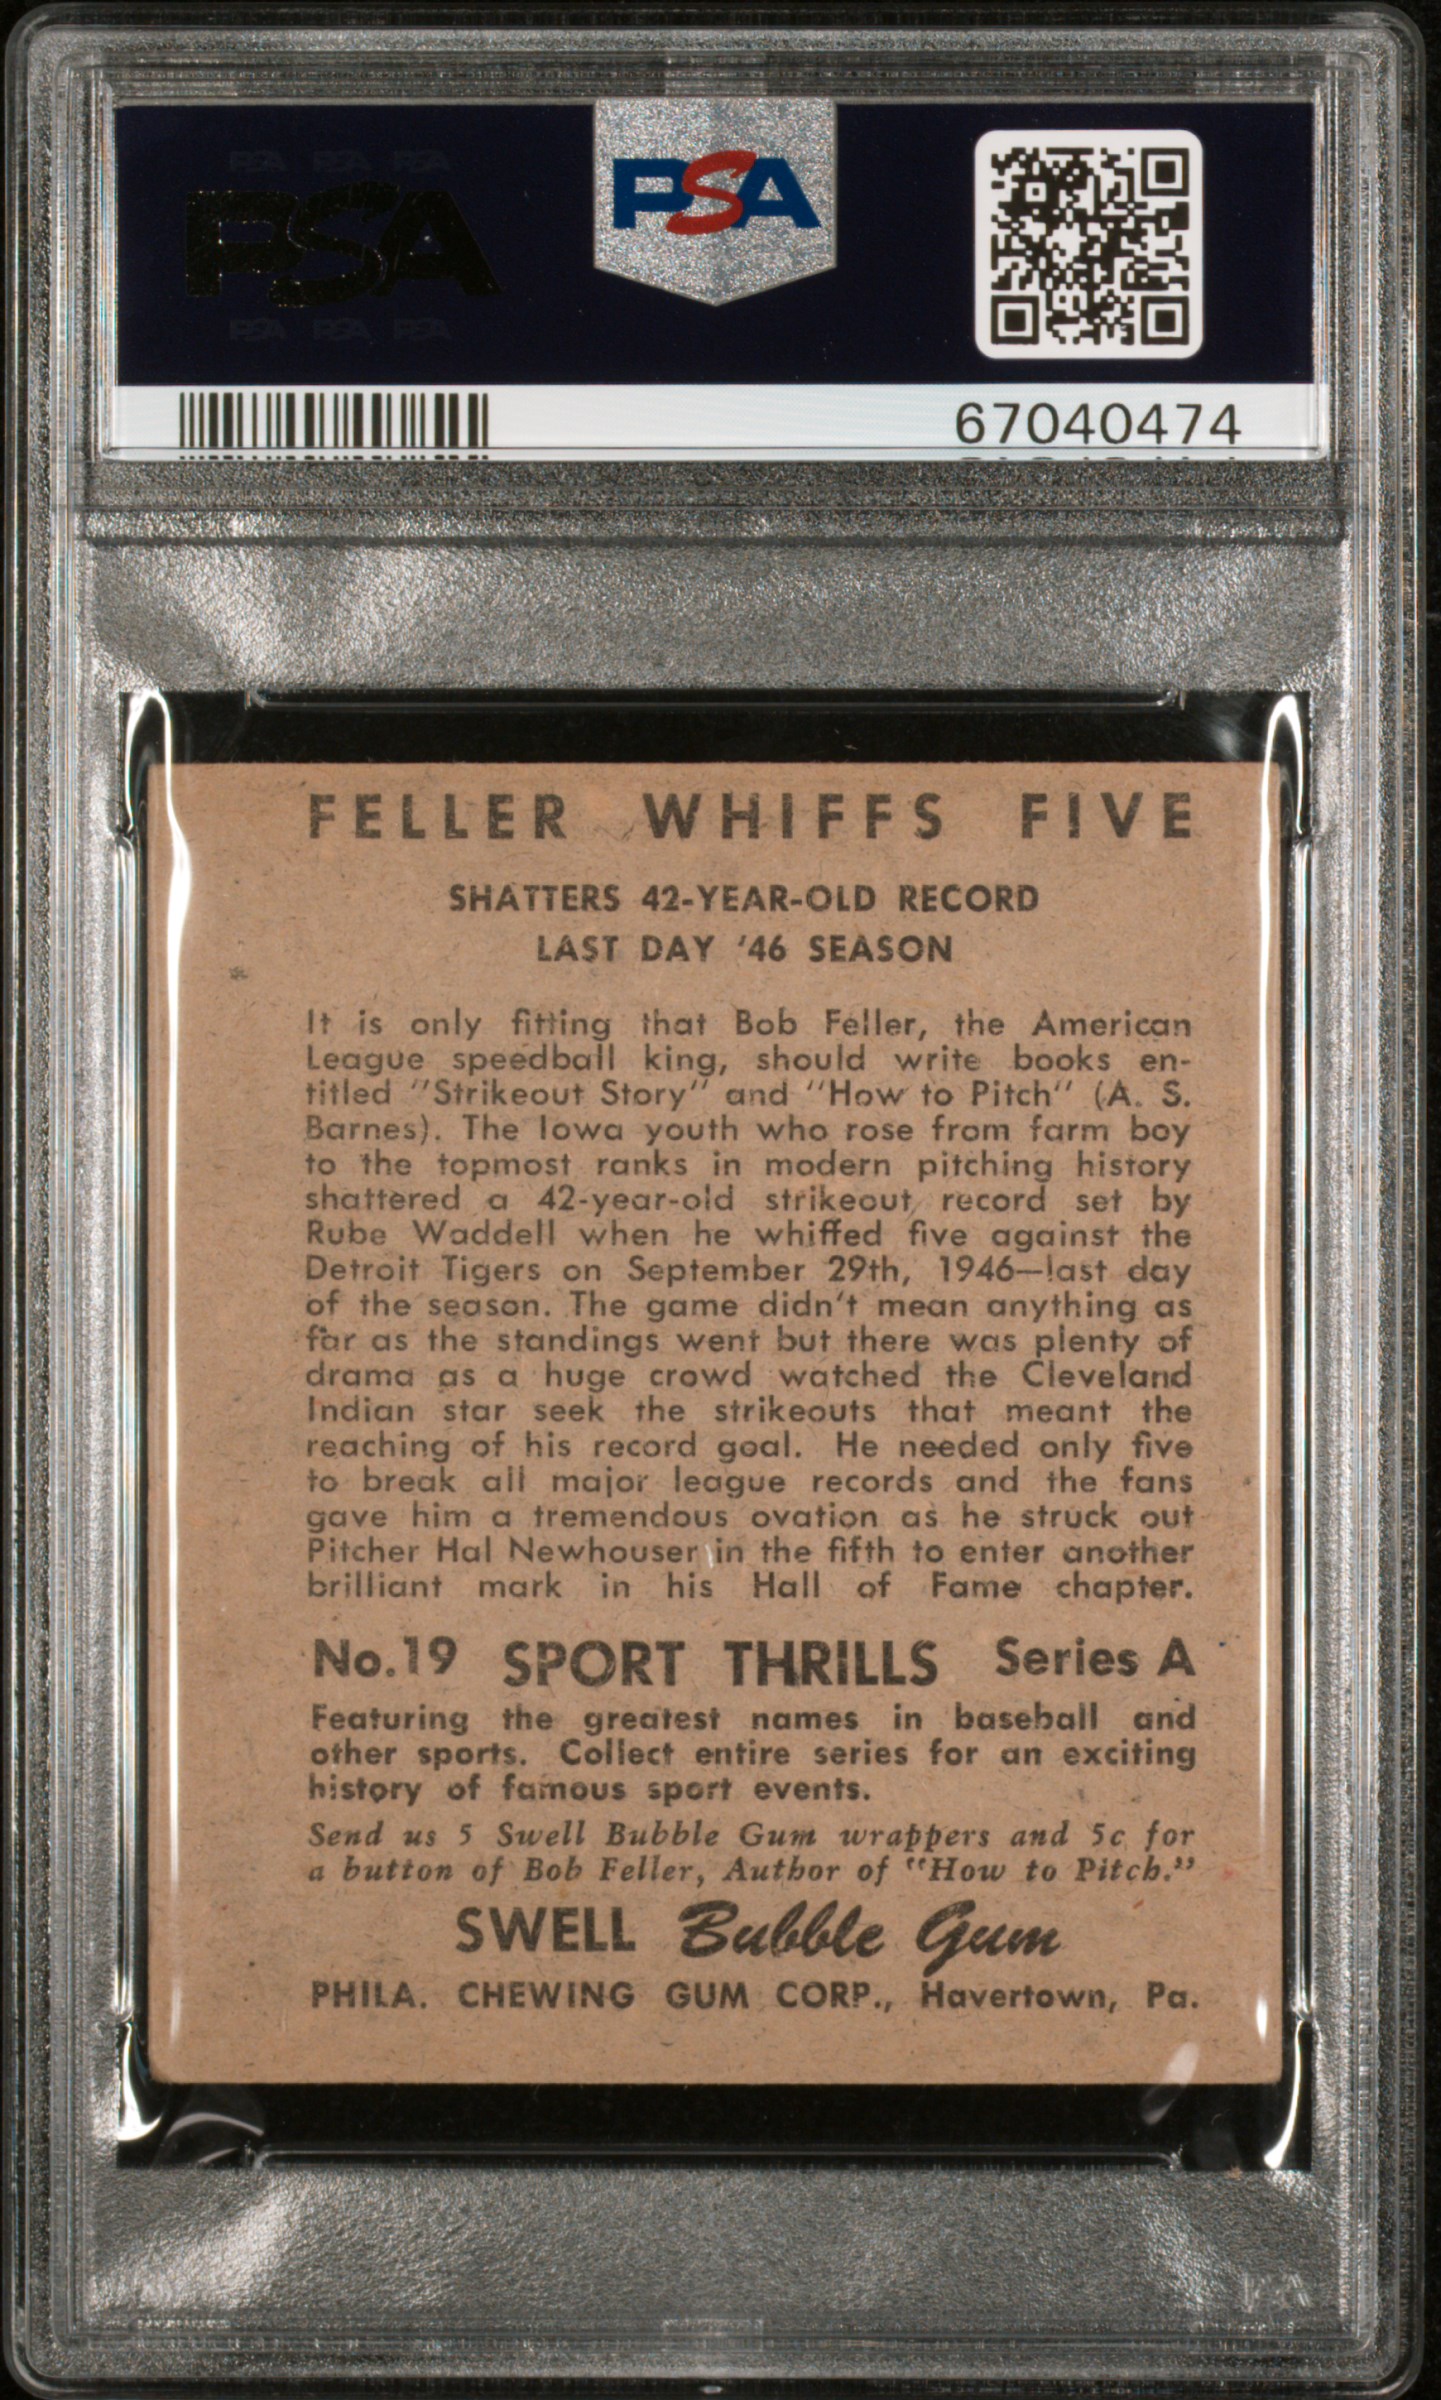 PSA PSA PSA
PSA
PSA PSA PSA
PSA
67040474
FELLER WHIFFS FIVE
SHATTERS 42-YEAR-OLD RECORD
LAST DAY '46 SEASON
It is only fitting that Bob Feller, the American
League speedball king, should write books en-
titled "Strikeout Story" and "How to Pitch" (A. S.
Barnes). The Iowa youth who rose from farm boy
to the topmost ranks in modern pitching history
shattered a 42-year-old strikeout record set by
Rube Waddell when he whiffed five against the
Detroit Tigers on September 29th, 1946—last day
of the season. The game didn't mean anything as
far as the standings went but there was plenty of
drama as a huge crowd watched the Cleveland
Indian star seek the strikeouts that meant the
reaching of his record goal. He needed only five
to break all major league records and the fans
gave him a tremendous ovation as he struck out
Pitcher Hal Newhouser in the fifth to enter another
brilliant mark in his Hall of Fame chapter.
No.19 SPORT THRILLS Series A
Featuring the greatest names in baseball and
other sports. Collect entire series for an exciting
history of famous sport events.
Send us 5 Swell Bubble Gum wrappers and 5c for
a button of Bob Feller, Author of "How to Pitch."
SWELL Bubble Gum
PHILA. CHEWING GUM CORP., Havertown, Pa.